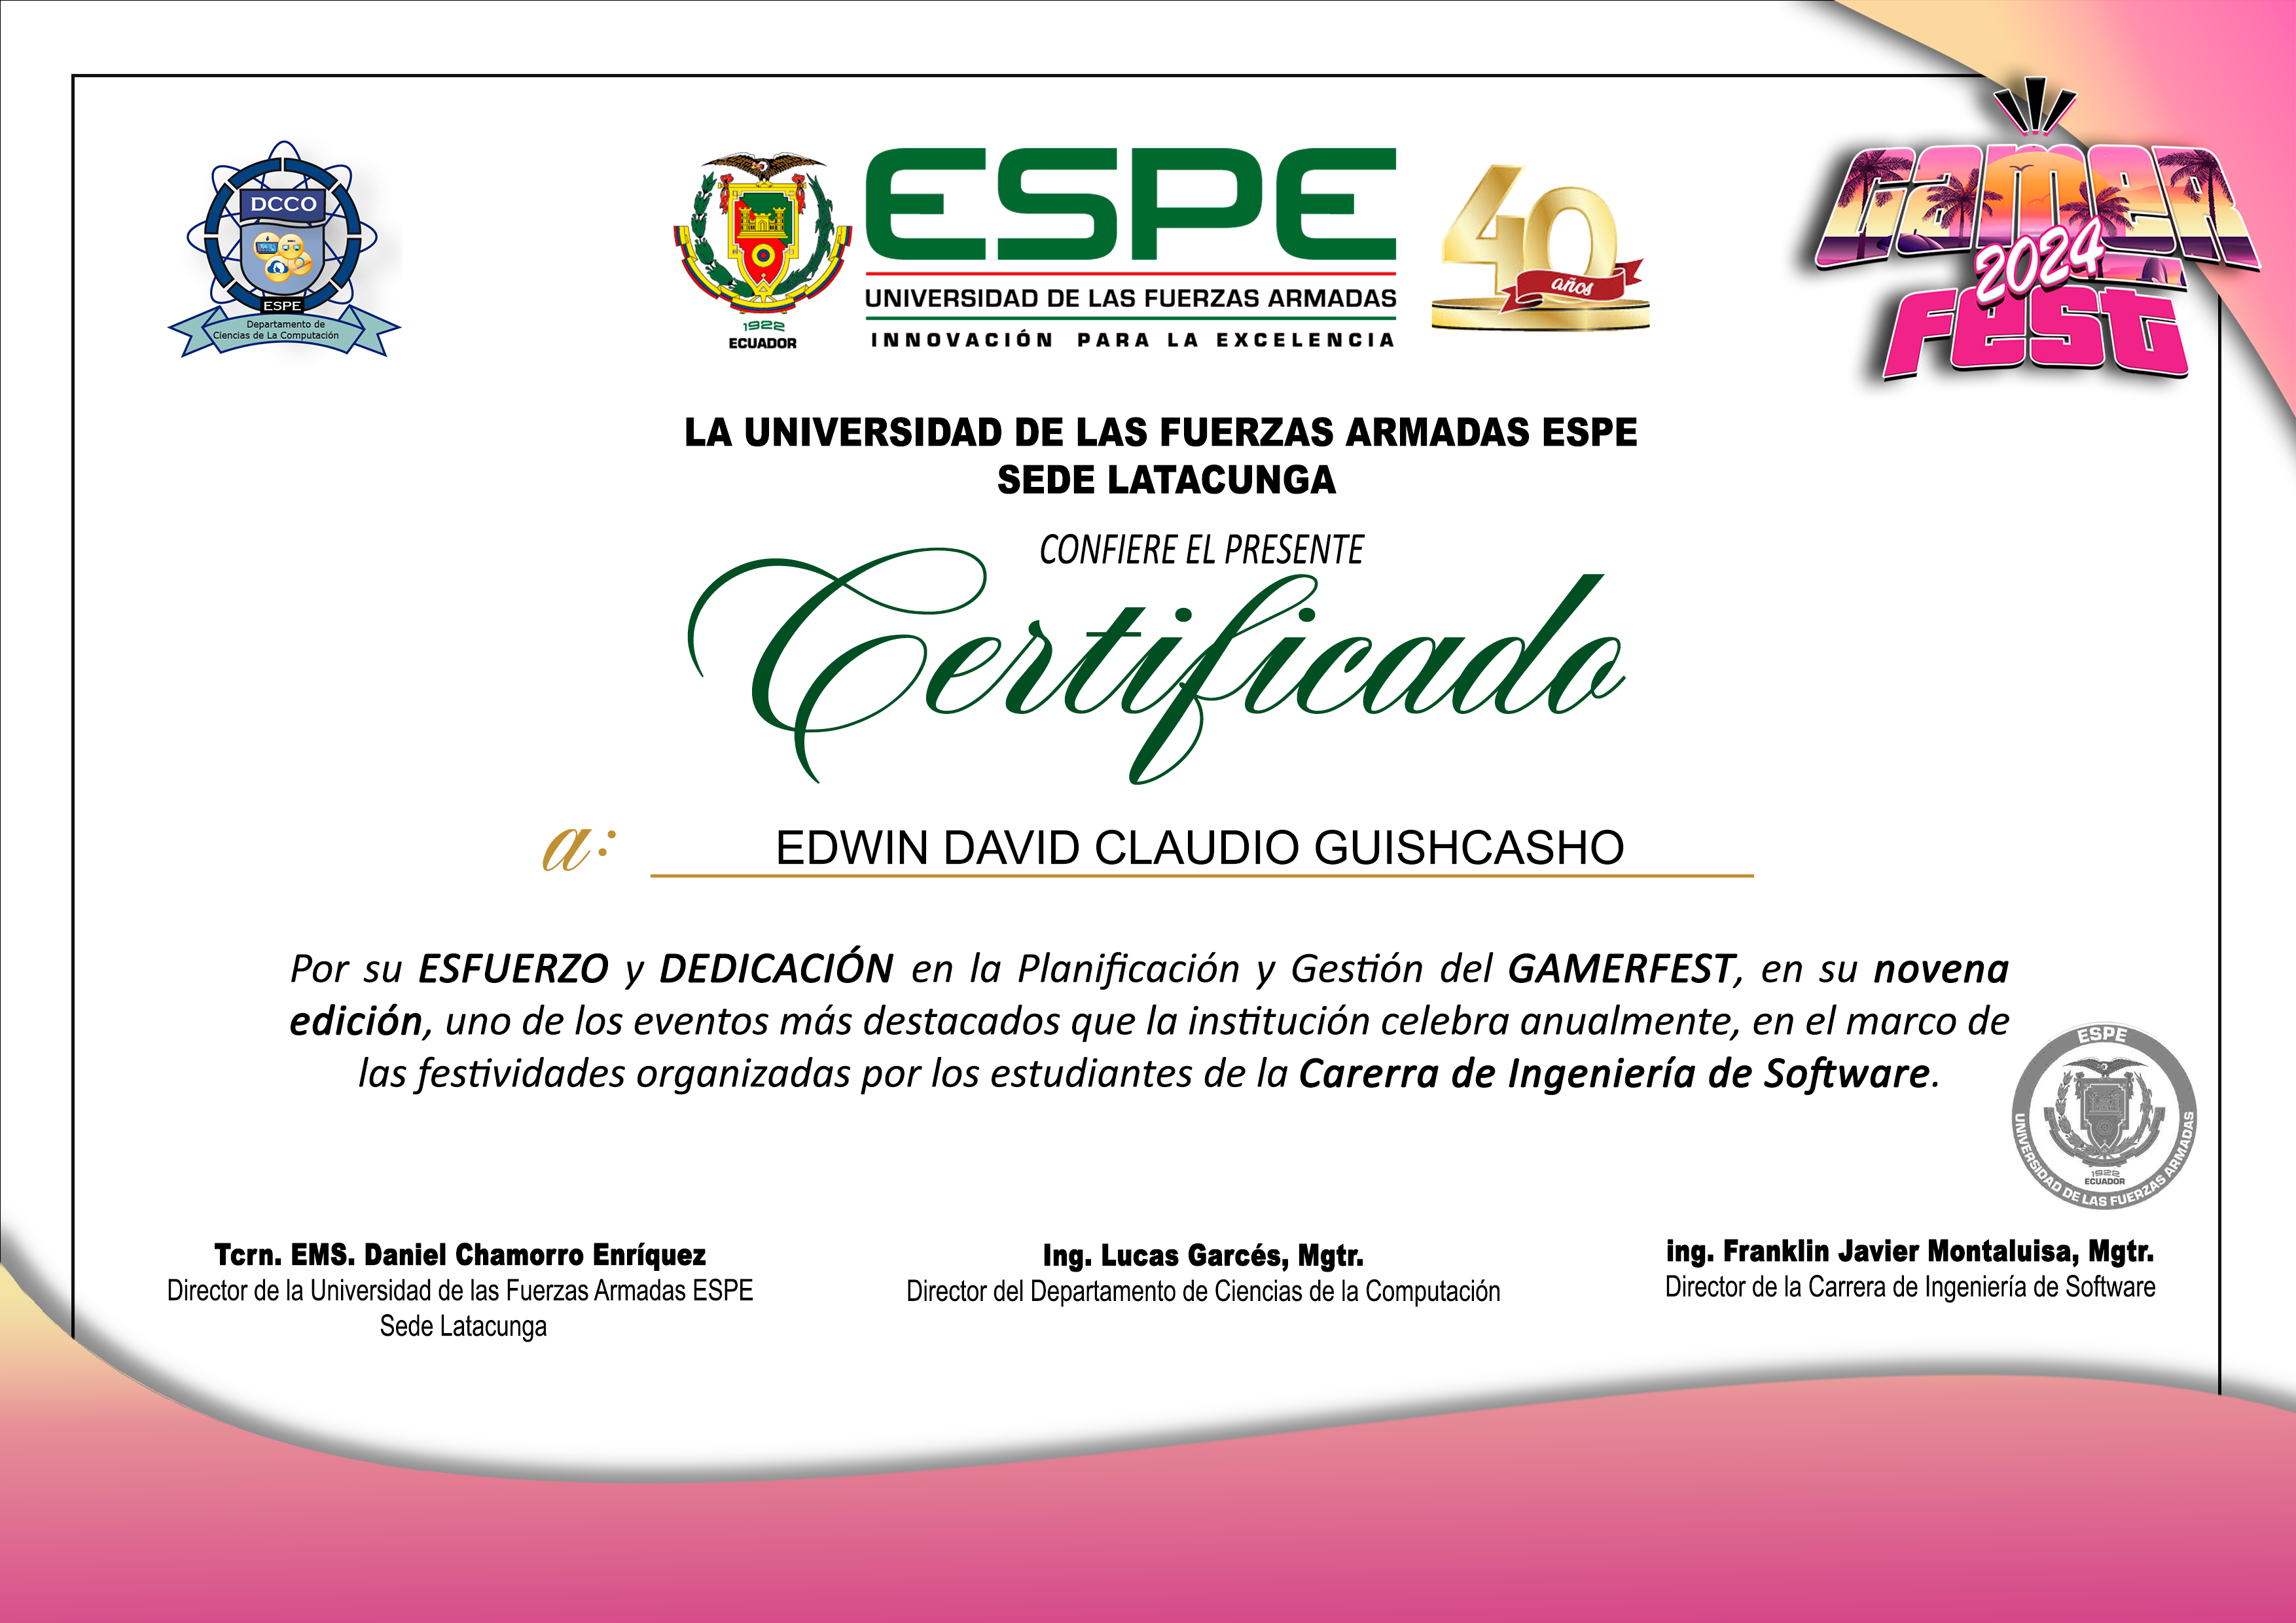 DCCO
ESPE
Departamento de
Ciencias de La Computación
1922
ECUADOR
ESPE
UNIVERSIDAD DE LAS FUERZAS ARMADAS
INNOVACIÓN PARA LA EXCELENCIA
40
años
GAMER
2024
FEST
LA UNIVERSIDAD DE LAS FUERZAS ARMADAS ESPE
SEDE LATACUNGA
CONFIERE EL PRESENTE
Certificado
a: EDWIN DAVID CLAUDIO GUISHCASHO
Por su ESFUERZO y DEDICACIÓN en la Planificación y Gestión del GAMERFEST, en su novena
edición, uno de los eventos más destacados que la institución celebra anualmente, en el marco de
las festividades organizadas por los estudiantes de la Carerra de Ingeniería de Software.
ESPE
1922
ECUADOR
UNIVERSIDAD DE LAS FUERZAS ARMADAS
Tcrn. EMS. Daniel Chamorro Enríquez
Director de la Universidad de las Fuerzas Armadas ESPE
Sede Latacunga
Ing. Lucas Garcés, Mgtr.
Director del Departamento de Ciencias de la Computación
ing. Franklin Javier Montaluisa, Mgtr.
Director de la Carrera de Ingeniería de Software